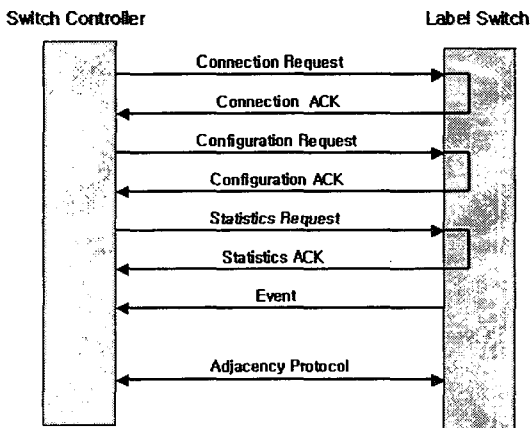 Switch Controller
Label Switch
Connection Request
Connection ACK
Configuration Request
Configuration ACK
Statistics Request
Statistics ACK
Event
Adjacency Protocol